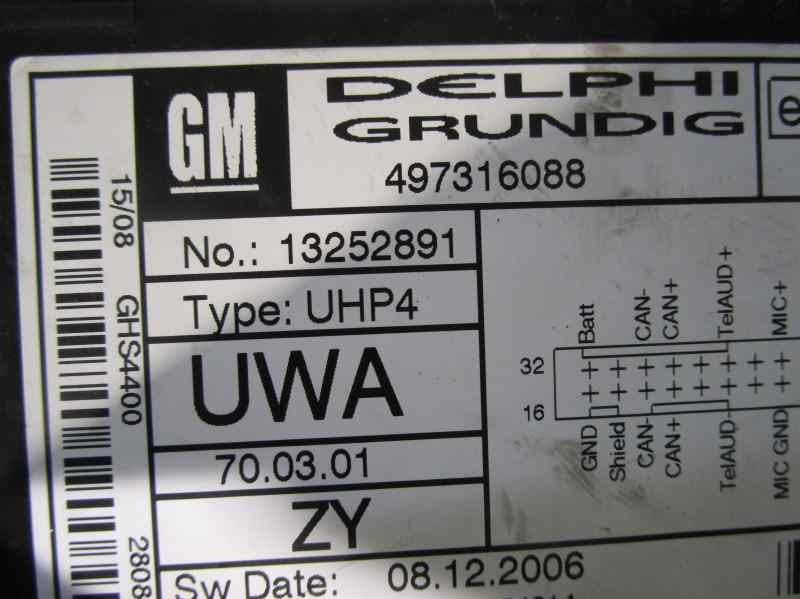 GM
DELPHI
GRUNDIG
497316088
e
No.: 13252891
Type: UHP4
UWA
70.03.01
ZY
Sw Date: 08.12.2006
15/08 GHS4400 2808
Batt CAN- CAN+ TelAUD+ MIC+
32
16
GND Shield CAN- CAN+ TelAUD- MIC GND